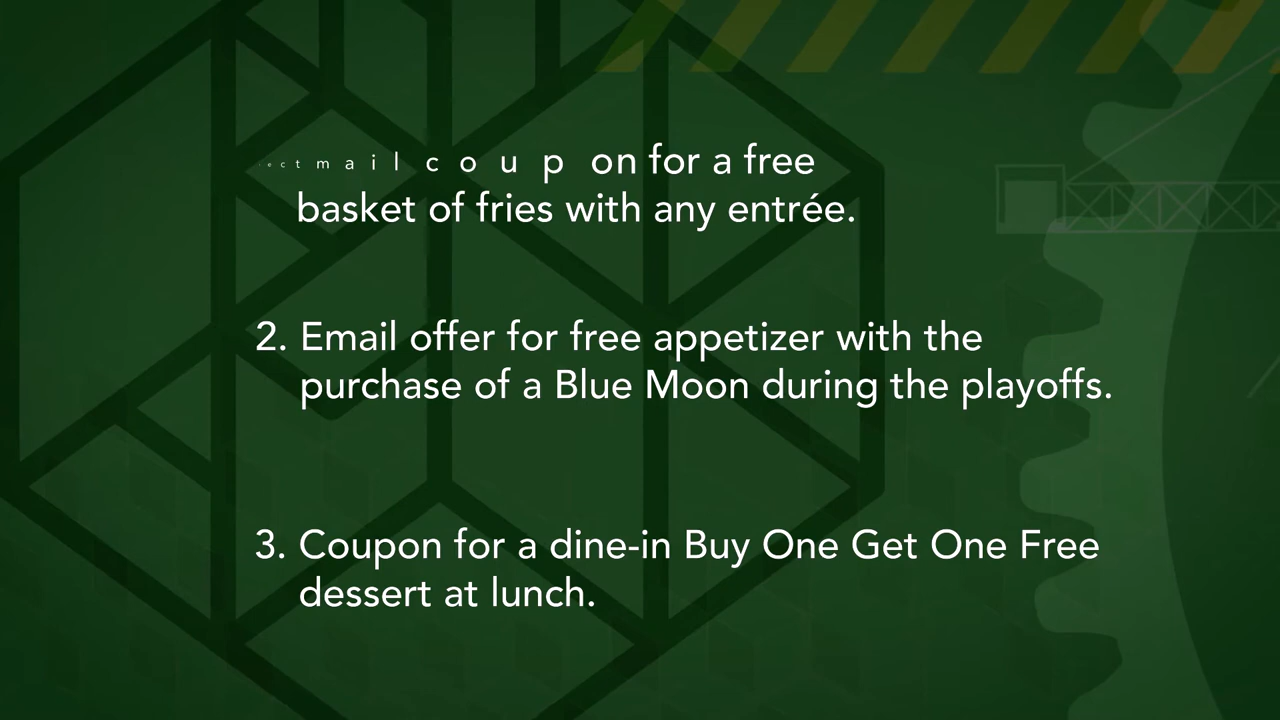 mail coupon for a free
basket of fries with any entrée.
2. Email offer for free appetizer with the
purchase of a Blue Moon during the playoffs.
3. Coupon for a dine-in Buy One Get One Free
dessert at lunch.